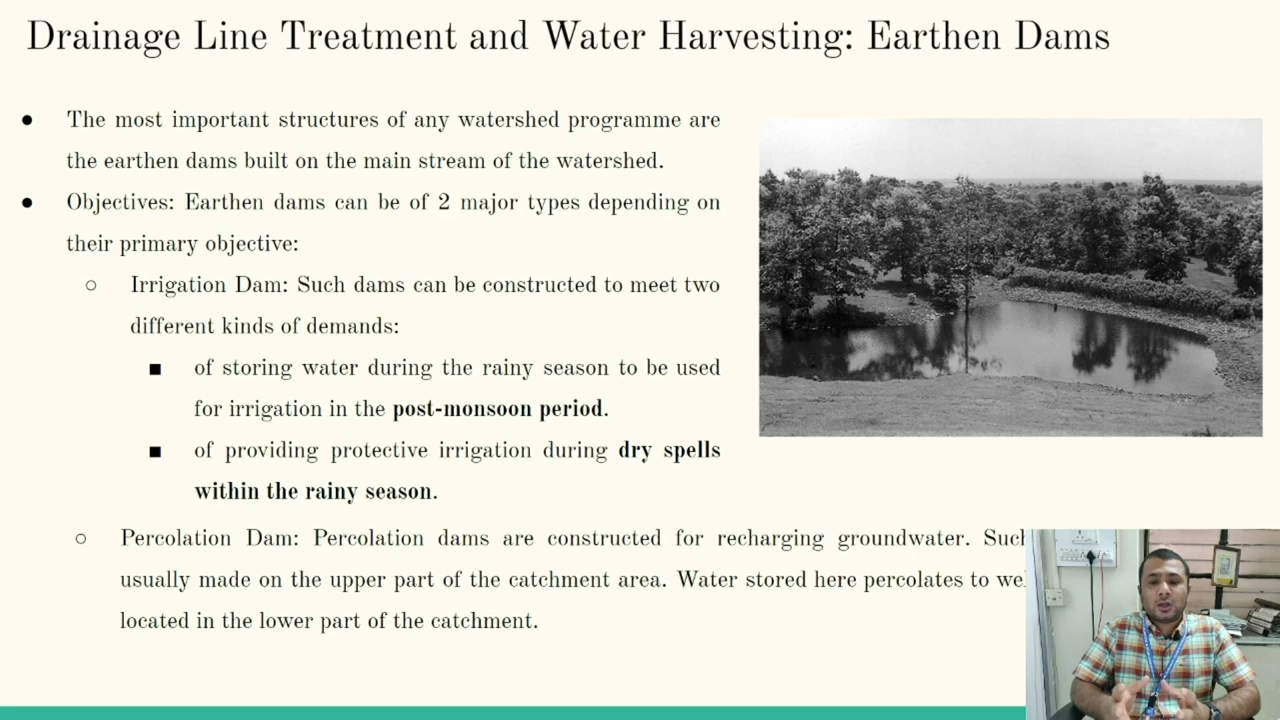 Drainage Line Treatment and Water Harvesting: Earthen Dams
● The most important structures of any watershed programme are
the earthen dams built on the main stream of the watershed.
● Objectives: Earthen dams can be of 2 major types depending on
their primary objective:
○ Irrigation Dam: Such dams can be constructed to meet two
different kinds of demands:
■ of storing water during the rainy season to be used
for irrigation in the post-monsoon period.
■ of providing protective irrigation during dry spells
within the rainy season.
○ Percolation Dam: Percolation dams are constructed for recharging groundwater. Such
usually made on the upper part of the catchment area. Water stored here percolates to
located in the lower part of the catchment.